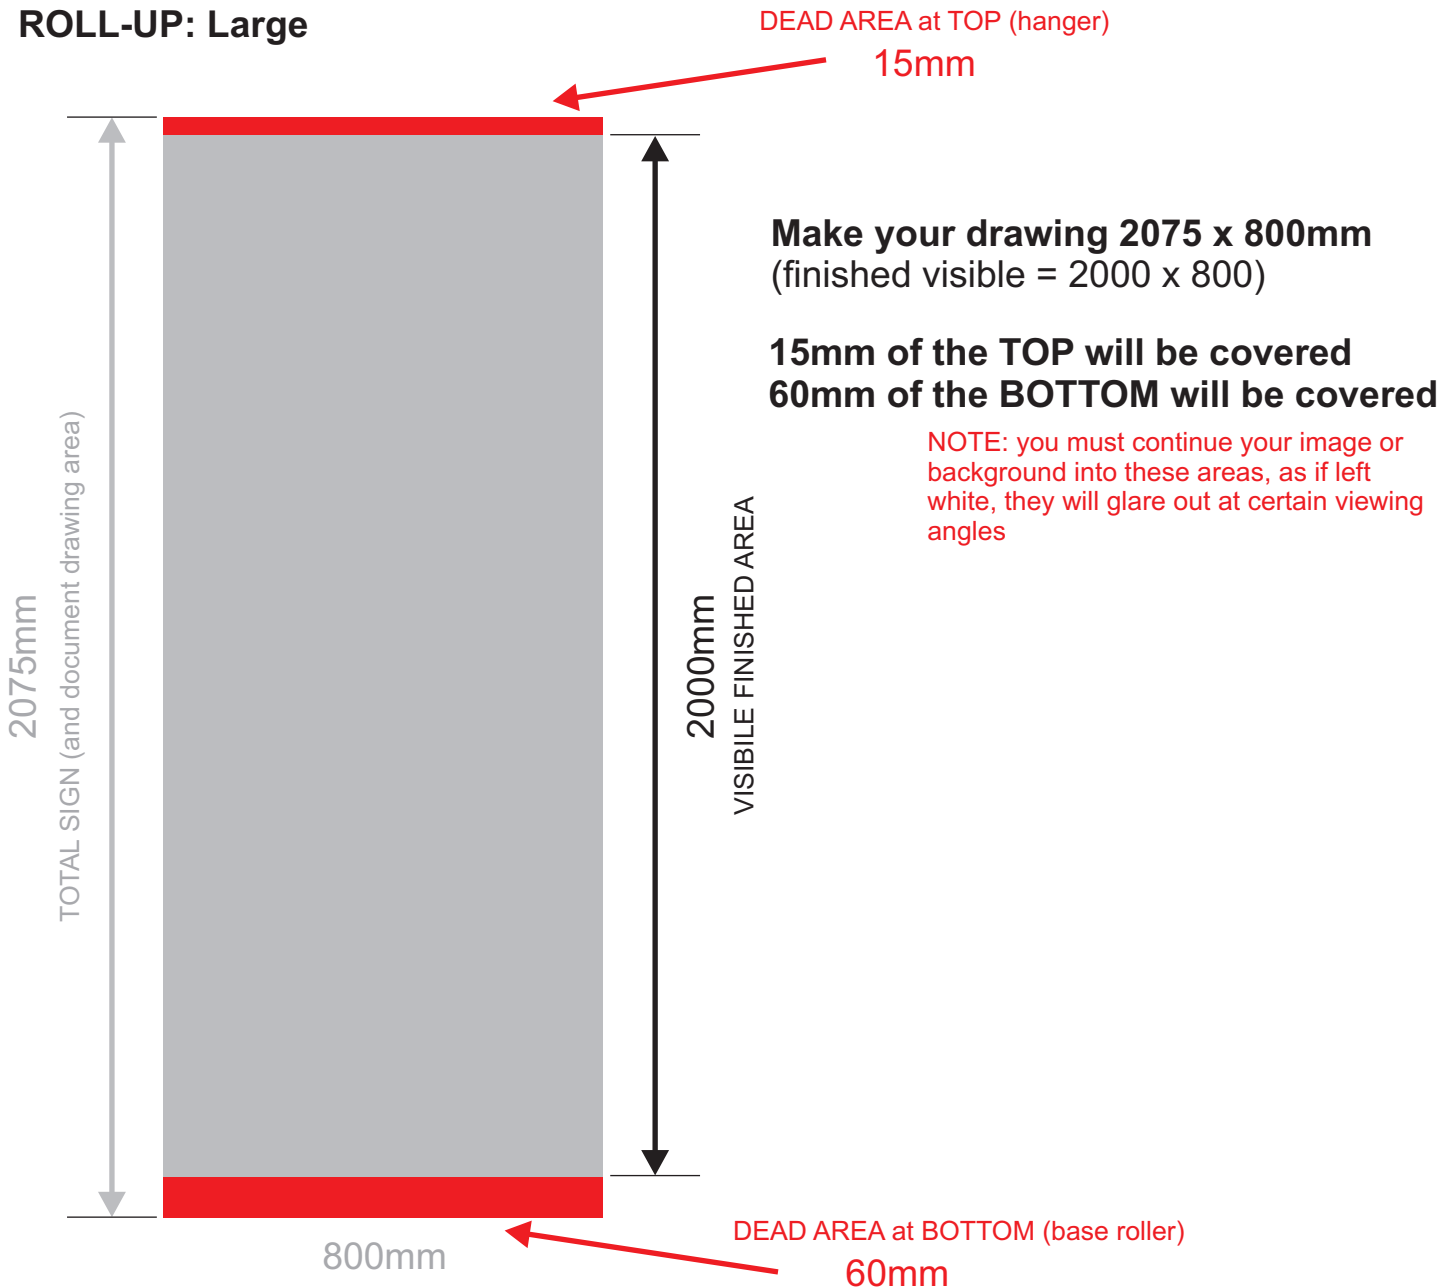 ROLL-UP: Large
DEAD AREA at TOP (hanger)
15mm
Make your drawing 2075 x 800mm
(finished visible = 2000 x 800)
15mm of the TOP will be covered
60mm of the BOTTOM will be covered
NOTE: you must continue your image or
background into these areas, as if left
white, they will glare out at certain viewing
angles
2075mm
TOTAL SIGN (and document drawing area)
2000mm
VISIBILE FINISHED AREA
800mm
DEAD AREA at BOTTOM (base roller)
60mm